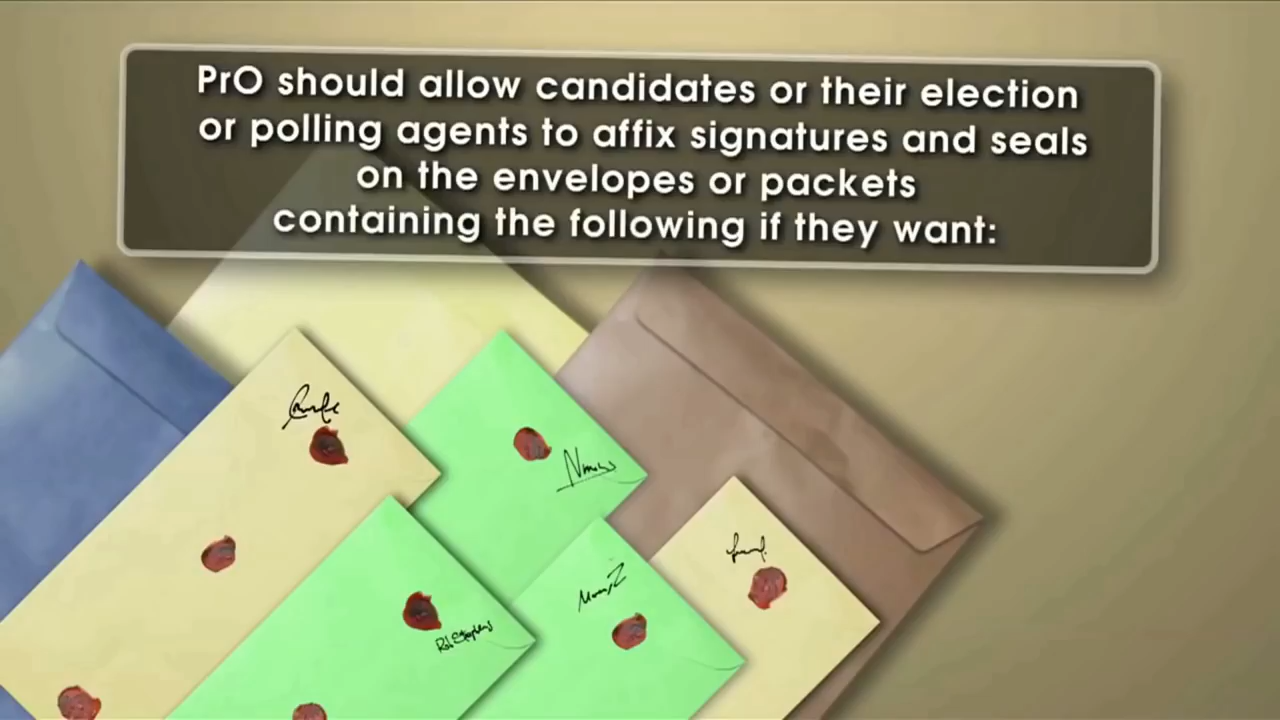 PrO should allow candidates or their election
or polling agents to affix signatures and seals
on the envelopes or packets
containing the following if they want: